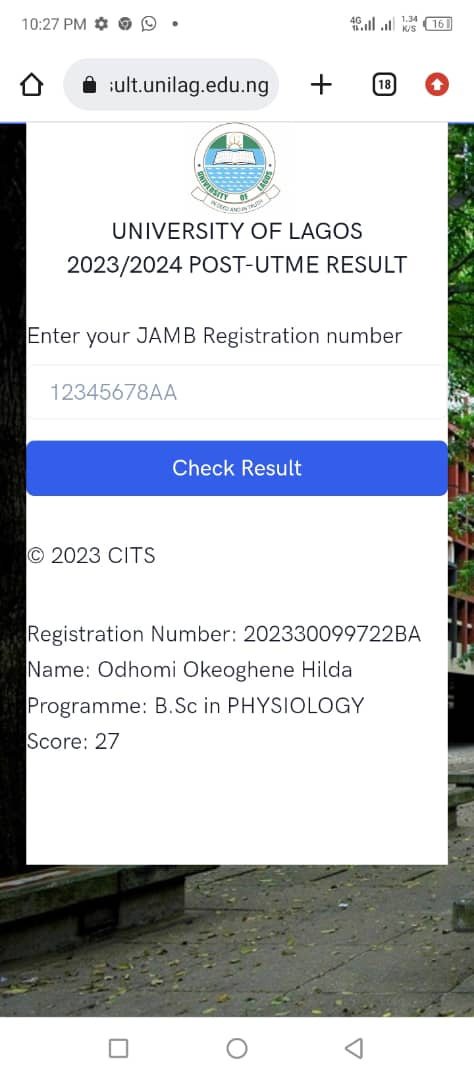 10:27 PM
4G
1.34
K/S
16
sult.unilag.edu.ng
18
UNIVERSITY OF LAGOS
IN DEED AND IN TRUTH
UNIVERSITY OF LAGOS
2023/2024 POST-UTME RESULT
Enter your JAMB Registration number
12345678AA
Check Result
© 2023 CITS
Registration Number: 202330099722BA
Name: Odhomi Okeoghene Hilda
Programme: B.Sc in PHYSIOLOGY
Score: 27